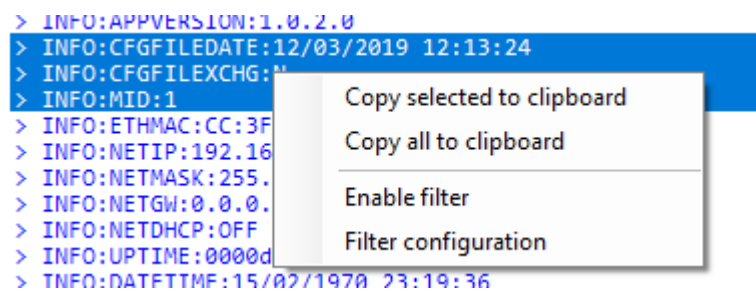 > INFO:APPVERSION:1.0.2.0
> INFO:CFGFILEDATE:12/03/2019 12:13:24
> INFO:CFGFILEXCHG:N
> INFO:MID:1
> INFO:ETHMAC:CC:3F
> INFO:NETIP:192.16
> INFO:NETMASK:255.
> INFO:NETGW:0.0.0.
> INFO:NETDHCP:OFF
> INFO:UPTIME:0000d
> INFO:DATETIME:15/02/1970 23:19:36
Copy selected to clipboard
Copy all to clipboard
Enable filter
Filter configuration